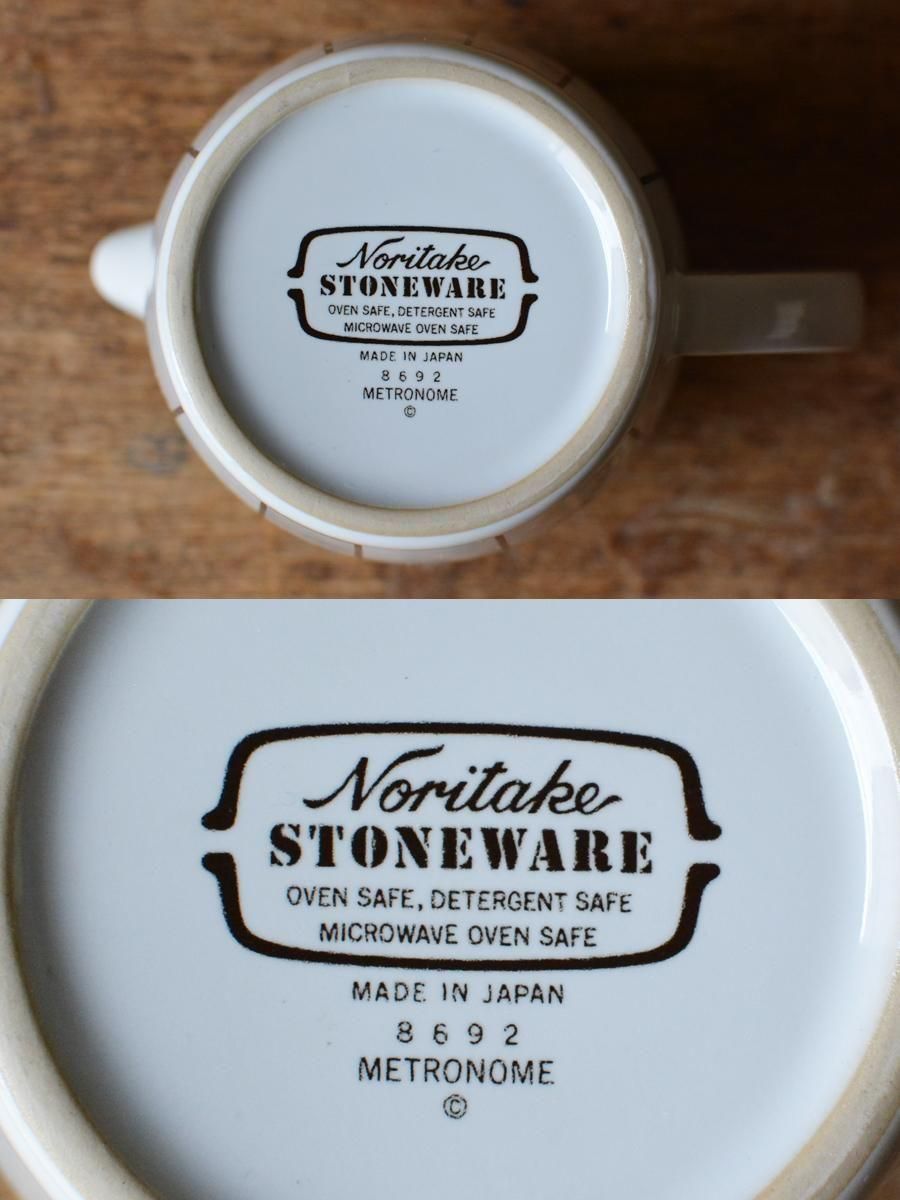 Noritake
STONEWARE
OVEN SAFE, DETERGENT SAFE
MICROWAVE OVEN SAFE
MADE IN JAPAN
8692
METRONOME
©
Noritake
STONEWARE
OVEN SAFE, DETERGENT SAFE
MICROWAVE OVEN SAFE
MADE IN JAPAN
8692
METRONOME
©